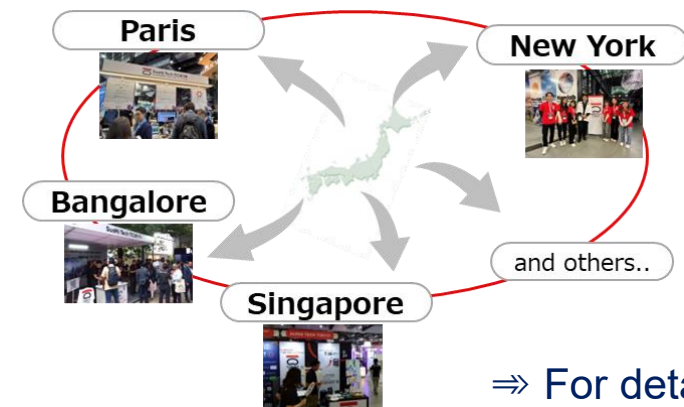 Paris
New York
Bangalore
and others..
Singapore
⇒ For deta